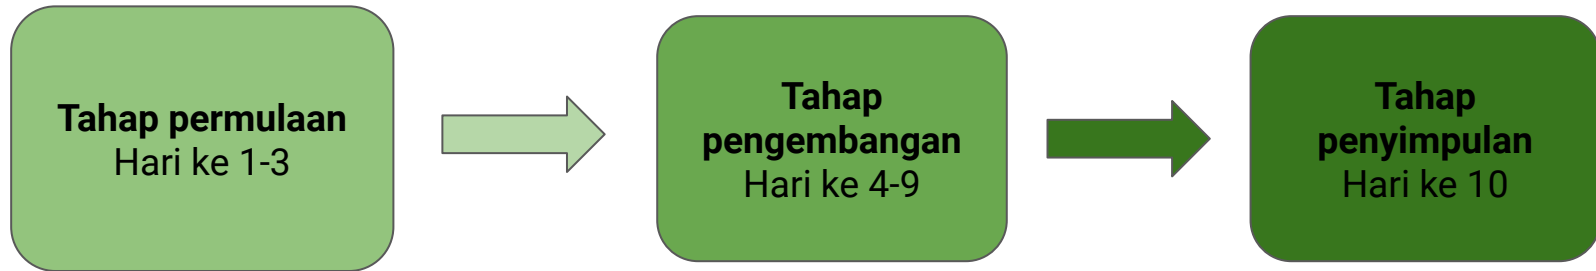 Tahap permulaan
Hari ke 1-3
Tahap
pengembangan
Hari ke 4-9
Tahap
penyimpulan
Hari ke 10